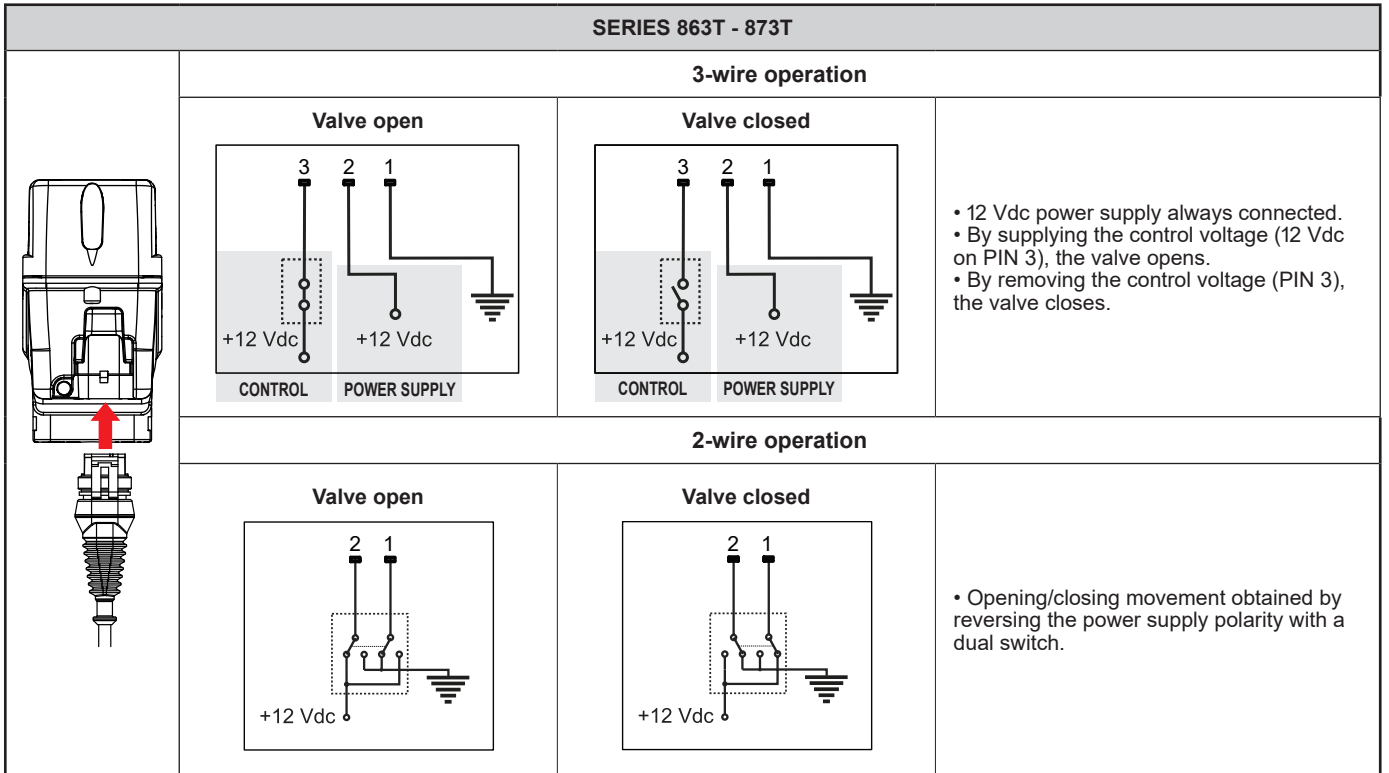 SERIES 863T - 873T
3-wire operation
Valve open
3 2 1
+12 Vdc +12 Vdc
CONTROL POWER SUPPLY
Valve closed
3 2 1
+12 Vdc +12 Vdc
CONTROL POWER SUPPLY
• 12 Vdc power supply always connected.
• By supplying the control voltage (12 Vdc
on PIN 3), the valve opens.
• By removing the control voltage (PIN 3),
the valve closes.
2-wire operation
Valve open
2 1
+12 Vdc
Valve closed
2 1
+12 Vdc
• Opening/closing movement obtained by
reversing the power supply polarity with a
dual switch.